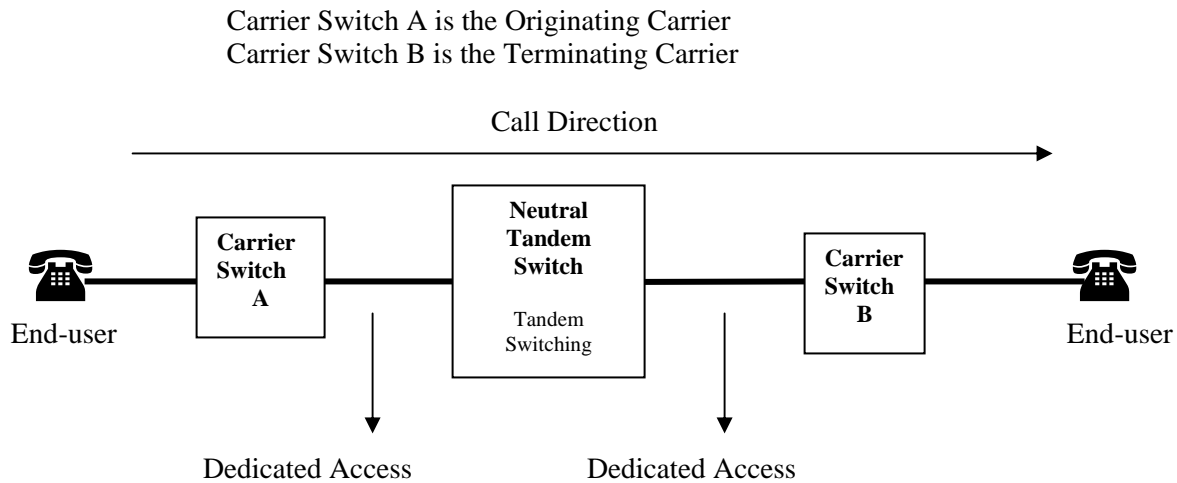 Carrier Switch A is the Originating Carrier
Carrier Switch B is the Terminating Carrier
Call Direction
Carrier
Switch
A
Neutral
Tandem
Switch
Tandem
Switching
Carrier
Switch
B
End-user
End-user
Dedicated Access
Dedicated Access